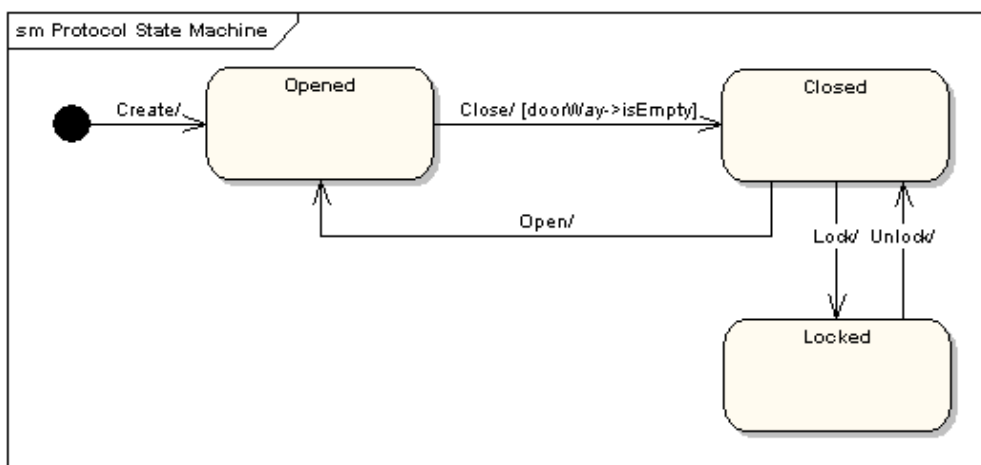 sm Protocol State Machine
Opened
Closed
Create/
Close/ [doorWay->isEmpty]
Open/
Lock/
Unlock/
Locked